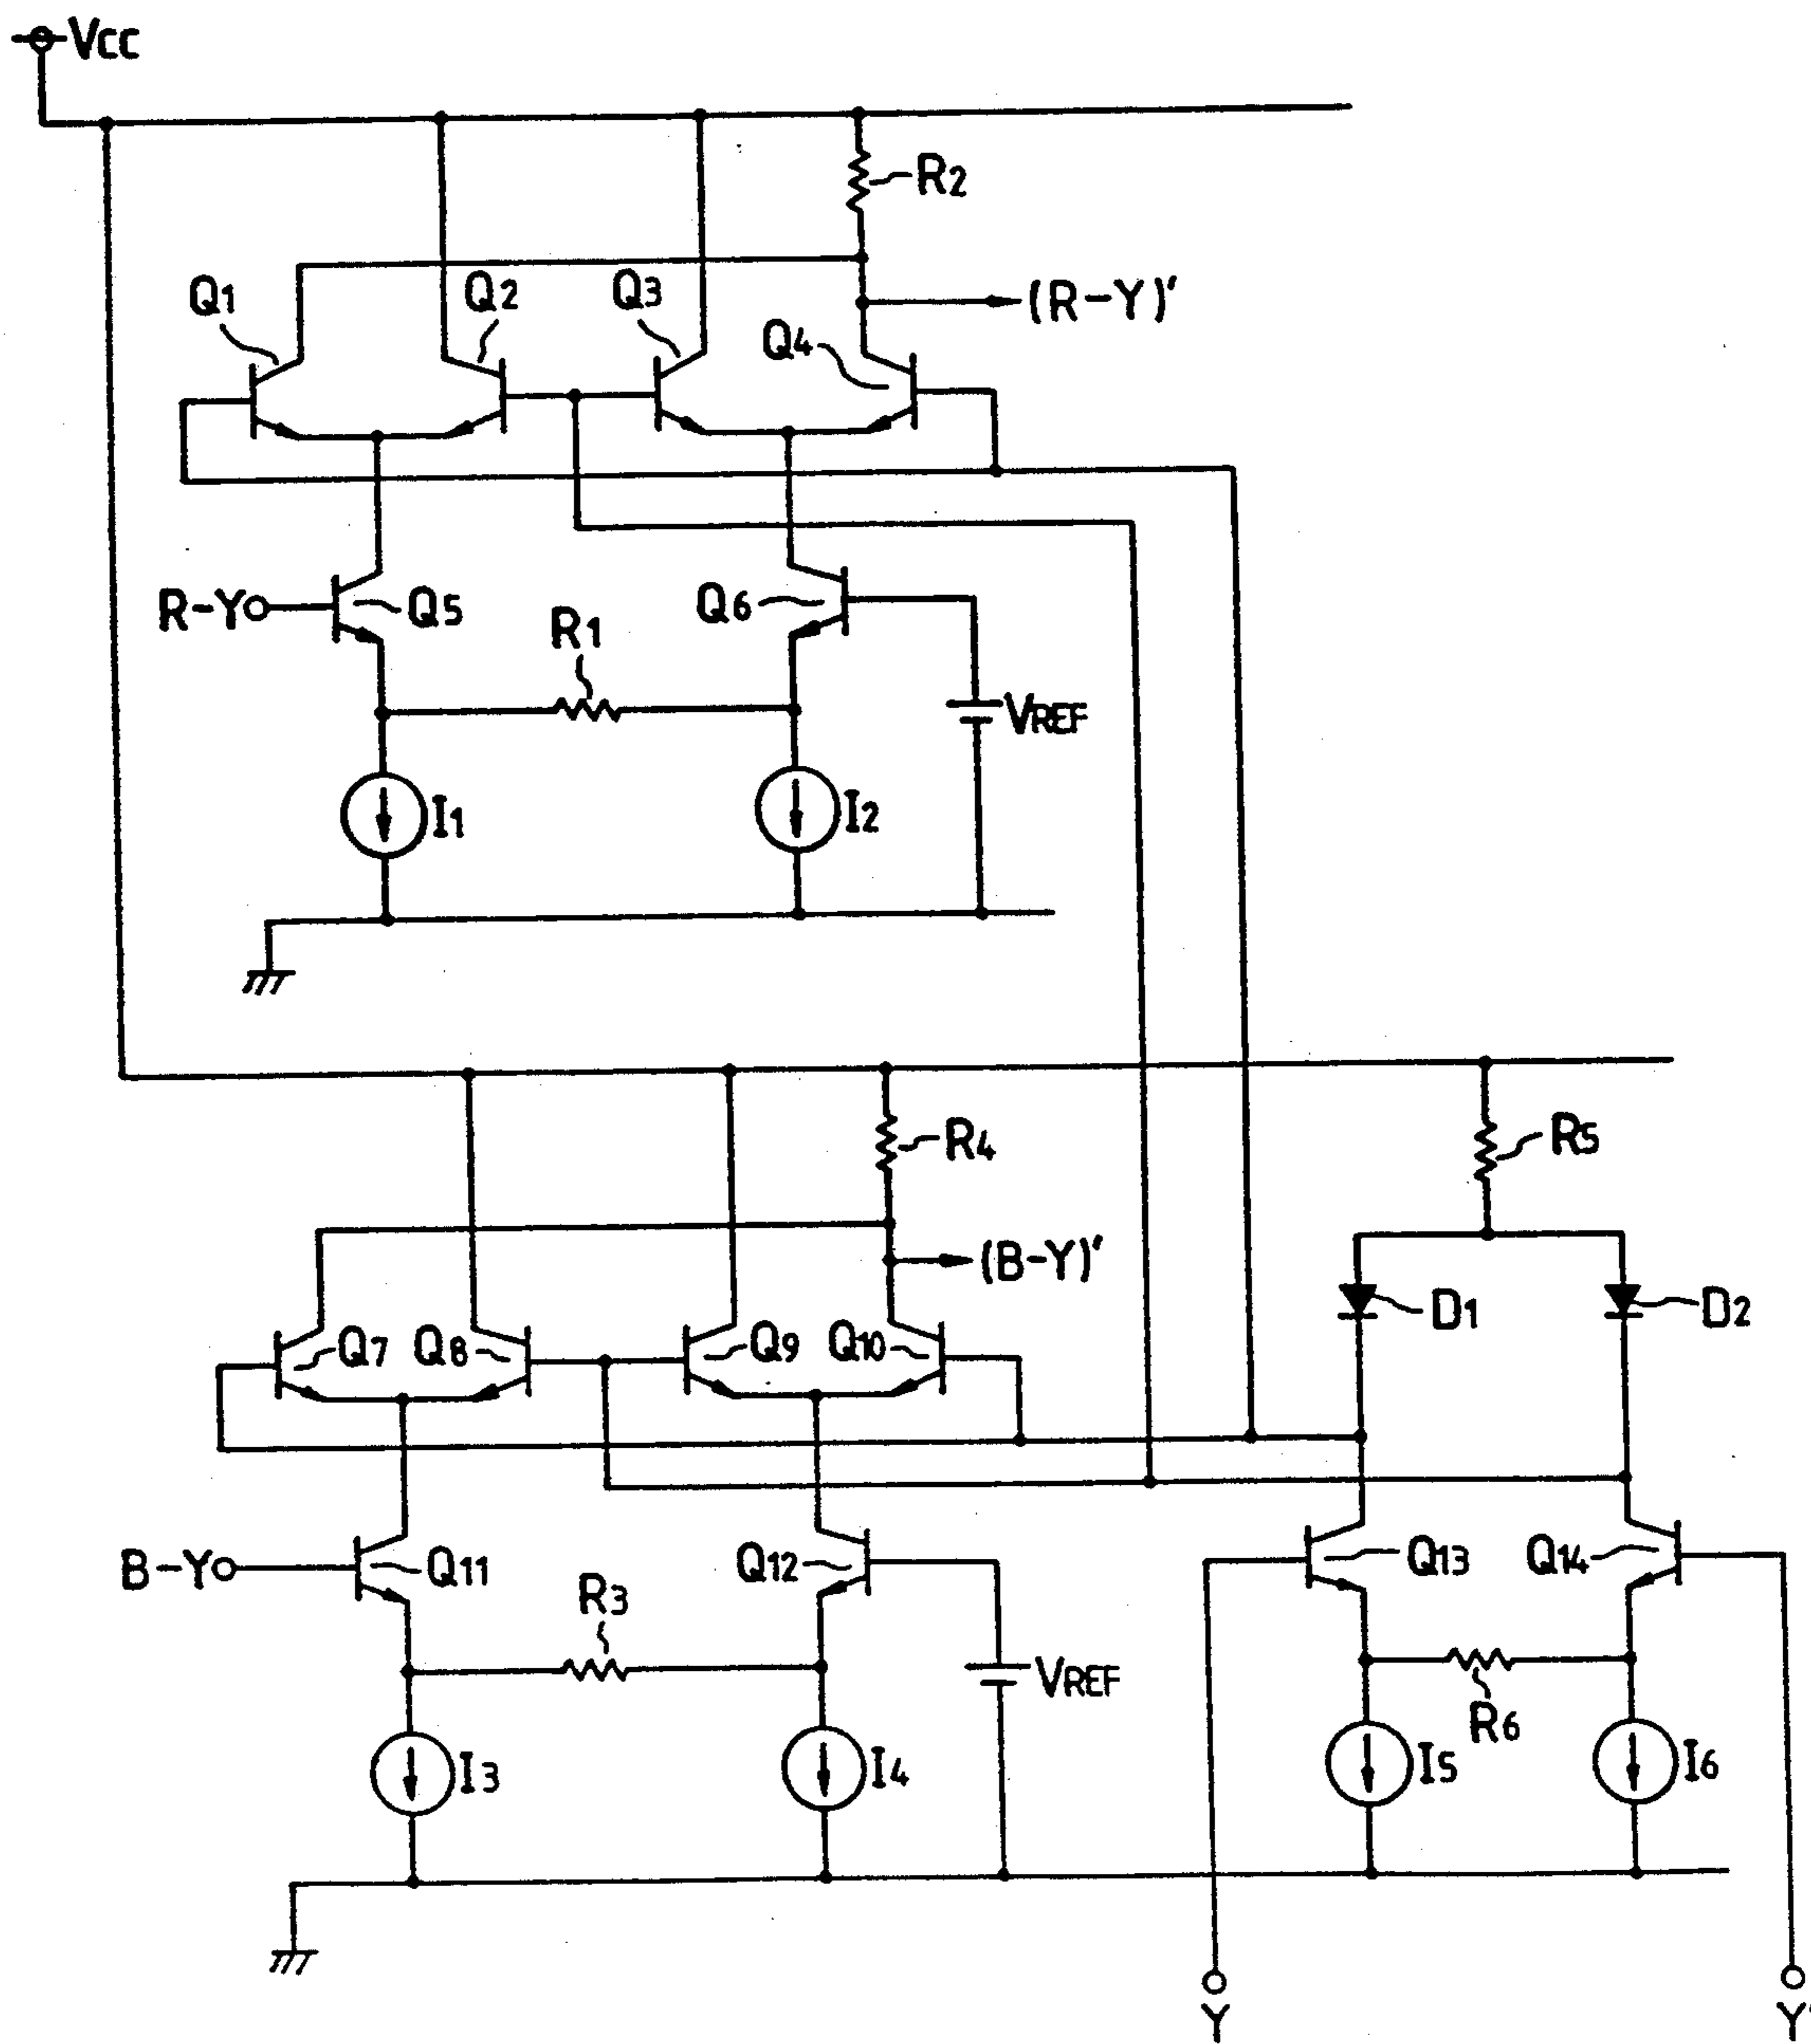 Vcc
R2
Q1
Q2
Q3
Q4
(R-Y)'
R-Y
Q5
Q6
R1
VREF
I1
I2
R4
R5
(B-Y)'
D1
D2
Q7
Q8
Q9
Q10
B-Y
Q11
Q12
Q13
Q14
R3
VREF
R6
I3
I4
I5
I6
Y
Y'